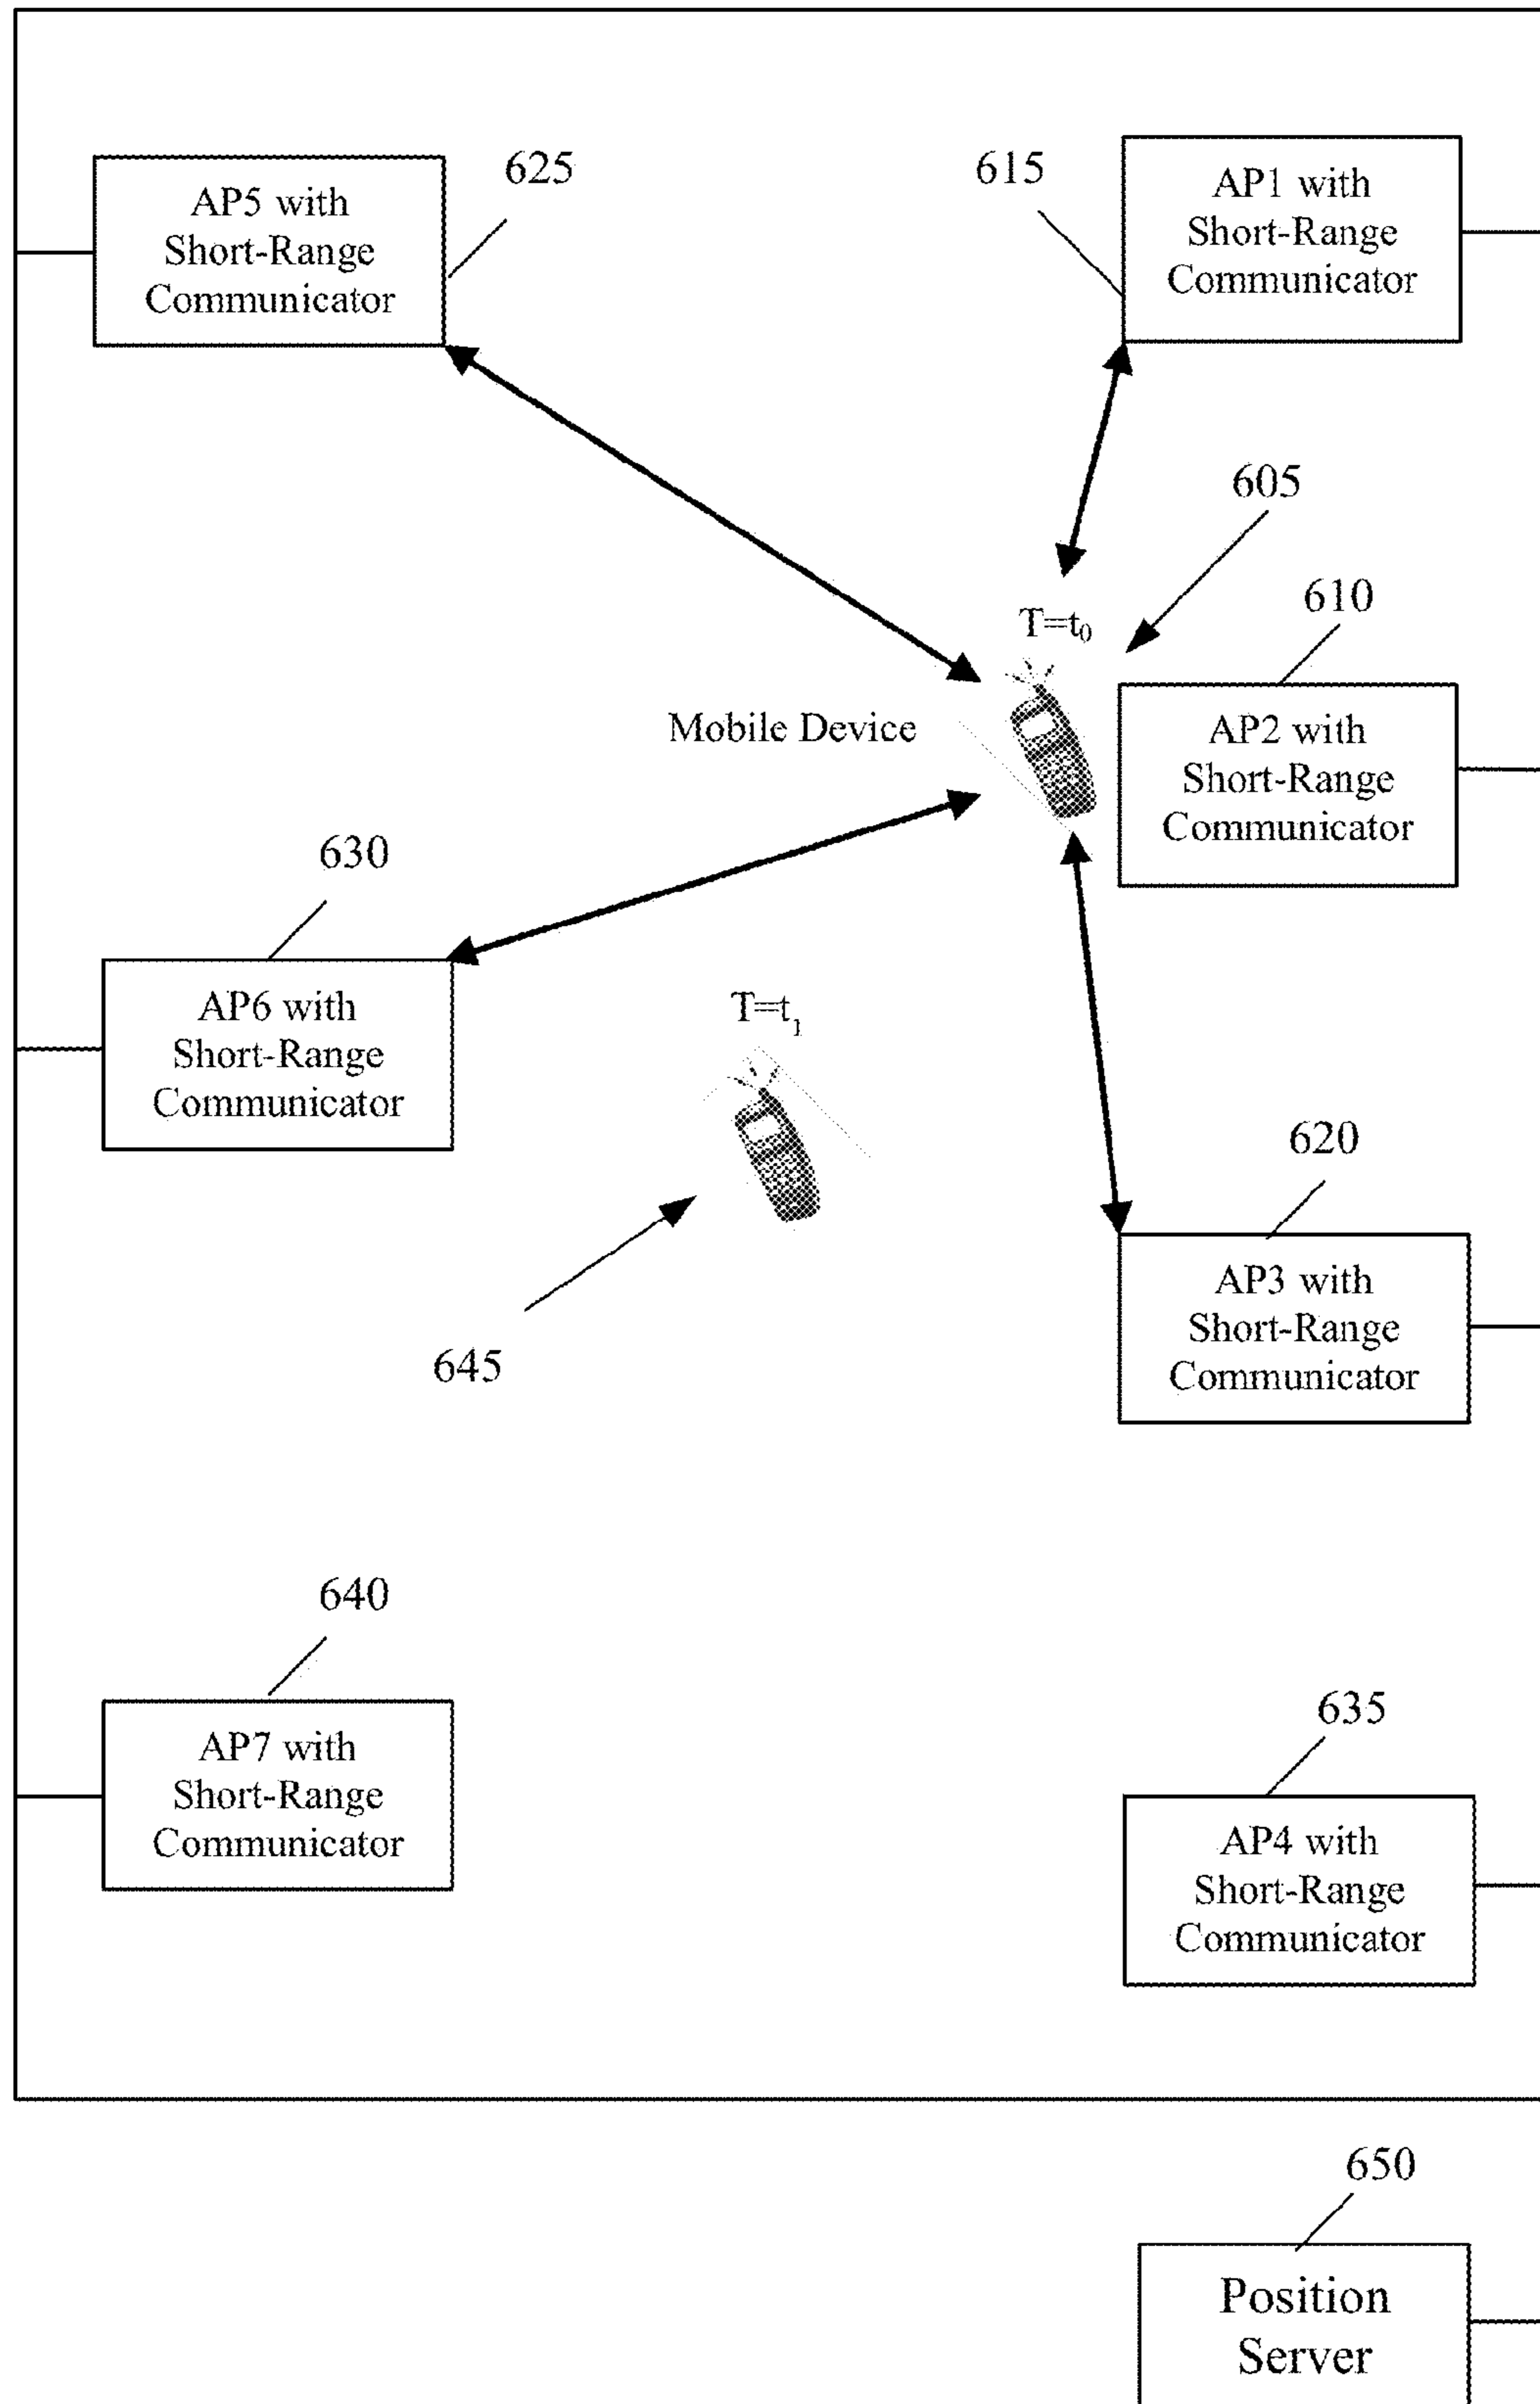 625
615
AP5 with
Short-Range
Communicator
AP1 with
Short-Range
Communicator
605
T=t0
610
Mobile Device
AP2 with
Short-Range
Communicator
630
AP6 with
Short-Range
Communicator
T=t1
620
AP3 with
Short-Range
Communicator
645
640
AP7 with
Short-Range
Communicator
635
AP4 with
Short-Range
Communicator
650
Position
Server